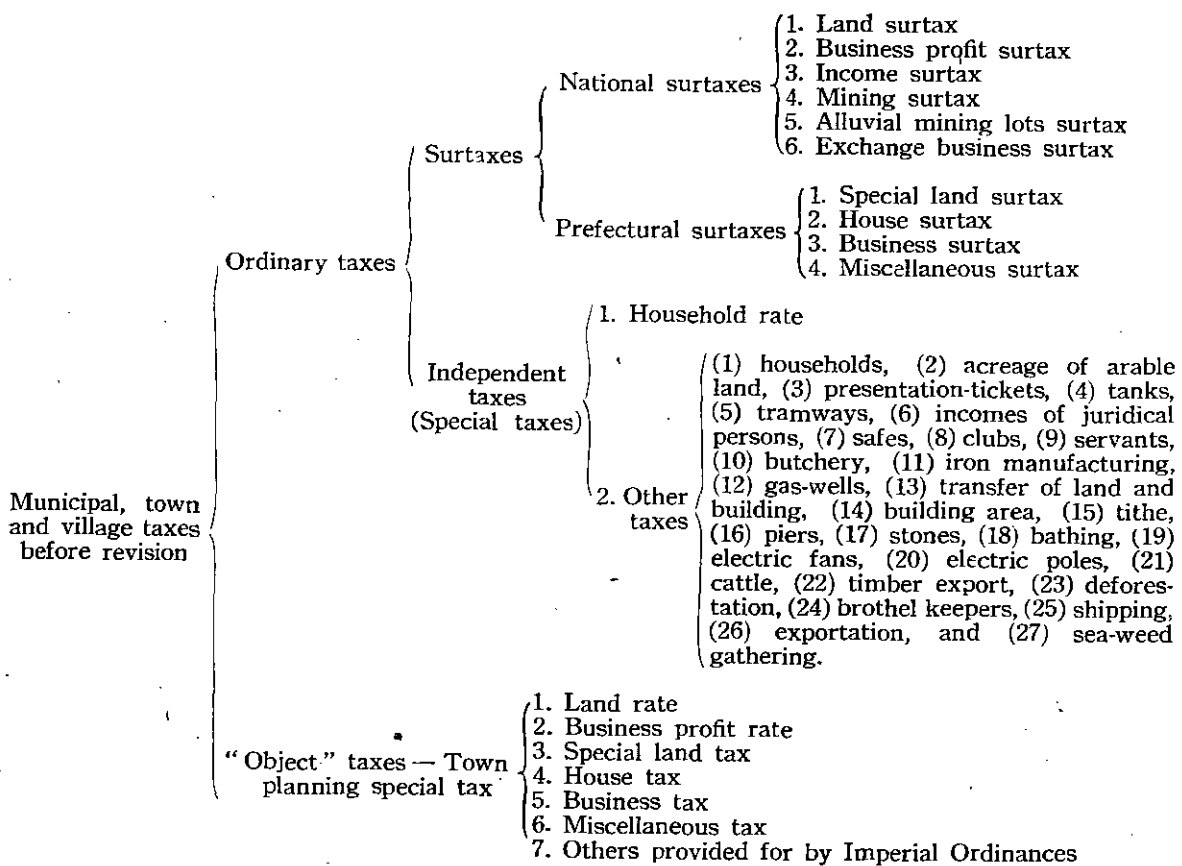 Municipal, town
and village taxes
before revision
Ordinary taxes
Surtaxes
National surtaxes
1. Land surtax
2. Business profit surtax
3. Income surtax
4. Mining surtax
5. Alluvial mining lots surtax
6. Exchange business surtax
Prefectural surtaxes
1. Special land surtax
2. House surtax
3. Business surtax
4. Miscellaneous surtax
Independent
taxes
(Special taxes)
1. Household rate
2. Other
taxes
(1) households, (2) acreage of arable
land, (3) presentation-tickets, (4) tanks,
(5) tramways, (6) incomes of juridical
persons, (7) safes, (8) clubs, (9) servants,
(10) butchery, (11) iron manufacturing,
(12) gas-wells, (13) transfer of land and
building, (14) building area, (15) tithe,
(16) piers, (17) stones, (18) bathing, (19)
electric fans, (20) electric poles, (21)
cattle, (22) timber export, (23) defores-
tation, (24) brothel keepers, (25) shipping,
(26) exportation, and (27) sea-weed
gathering.
"Object" taxes — Town
planning special tax
1. Land rate
2. Business profit rate
3. Special land tax
4. House tax
5. Business tax
6. Miscellaneous tax
7. Others provided for by Imperial Ordinances